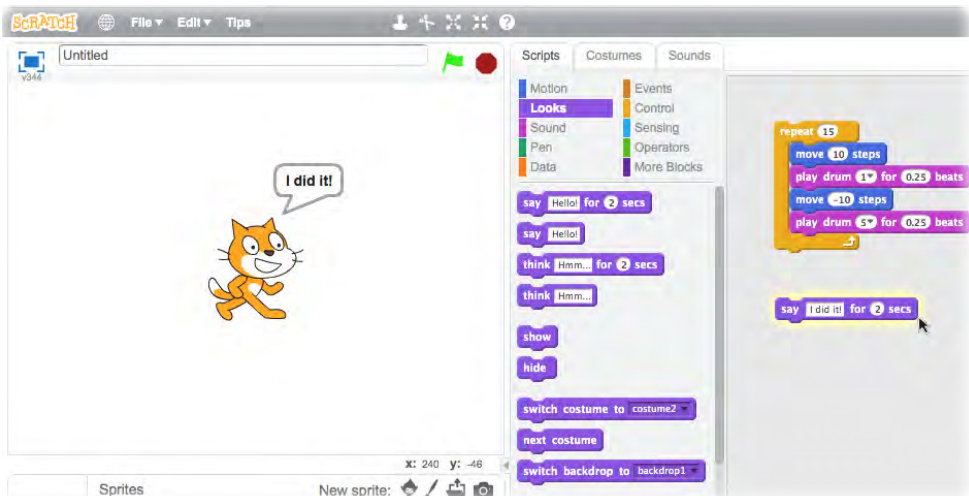 SCRATCH File Edit Tips
v344 Untitled
I did it!
x: 240 y: -46
Sprites New sprite:
Scripts Costumes Sounds
Motion Events
Looks Control
Sound Sensing
Pen Operators
Data More Blocks
say Hello! for 2 secs
say Hello!
think Hmm... for 2 secs
think Hmm...
show
hide
switch costume to costume2
next costume
switch backdrop to backdrop1
repeat 15
move 10 steps
play drum 1 for 0.25 beats
move -10 steps
play drum 5 for 0.25 beats
say I did it! for 2 secs